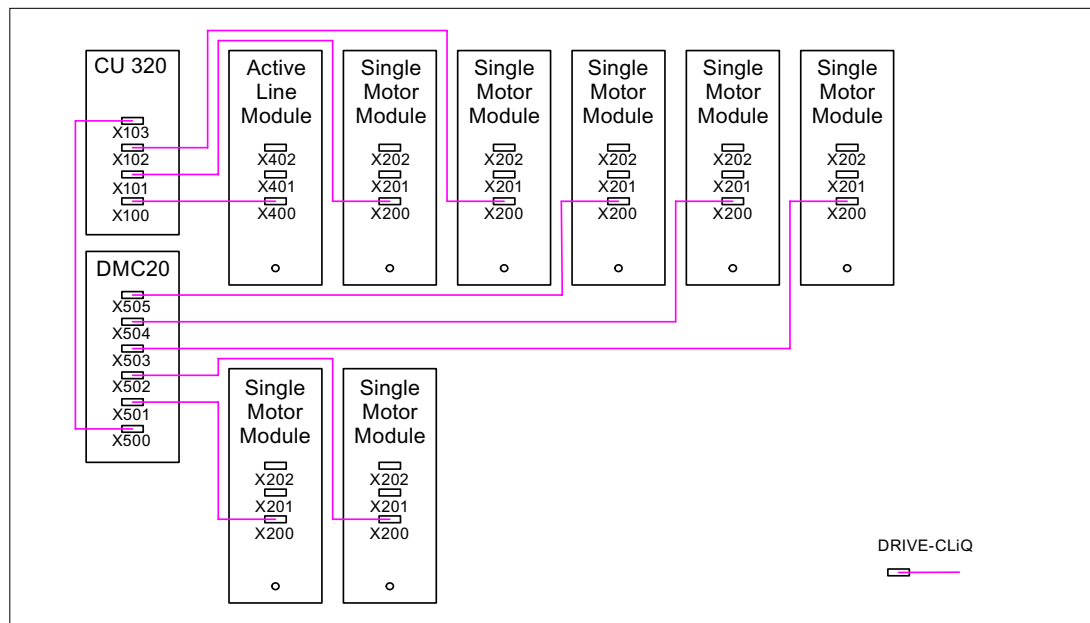 CU 320
X103
X102
X101
X100
Active
Line
Module
X402
X401
X400
Single
Motor
Module
X202
X201
X200
Single
Motor
Module
X202
X201
X200
Single
Motor
Module
X202
X201
X200
Single
Motor
Module
X202
X201
X200
Single
Motor
Module
X202
X201
X200
DMC20
X505
X504
X503
X502
X501
X500
Single
Motor
Module
X202
X201
X200
Single
Motor
Module
X202
X201
X200
DRIVE-CLiQ